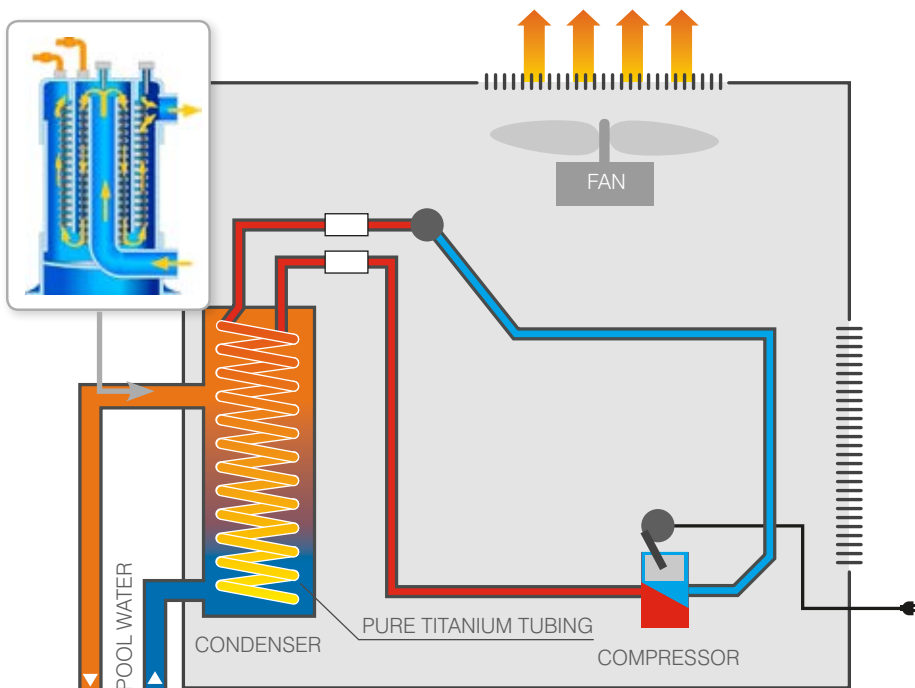 FAN
POOL WATER
CONDENSER
PURE TITANIUM TUBING
COMPRESSOR